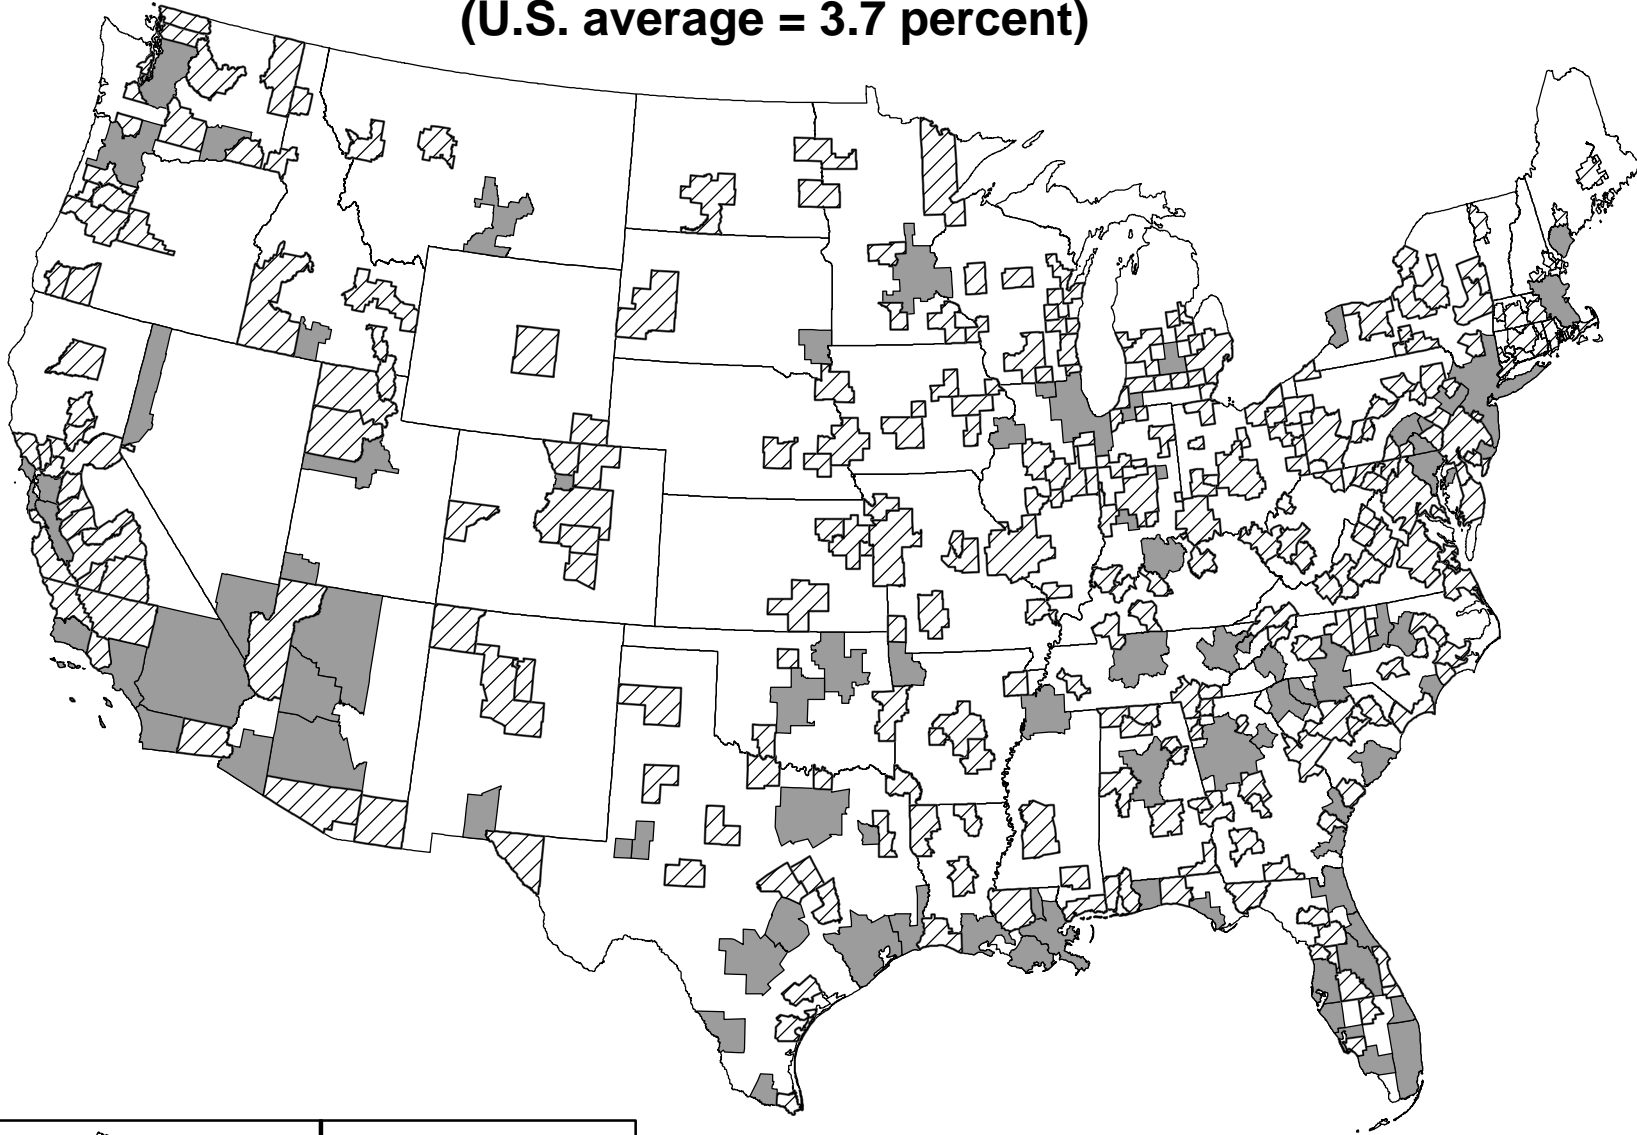 (U.S. average = 3.7 percent)